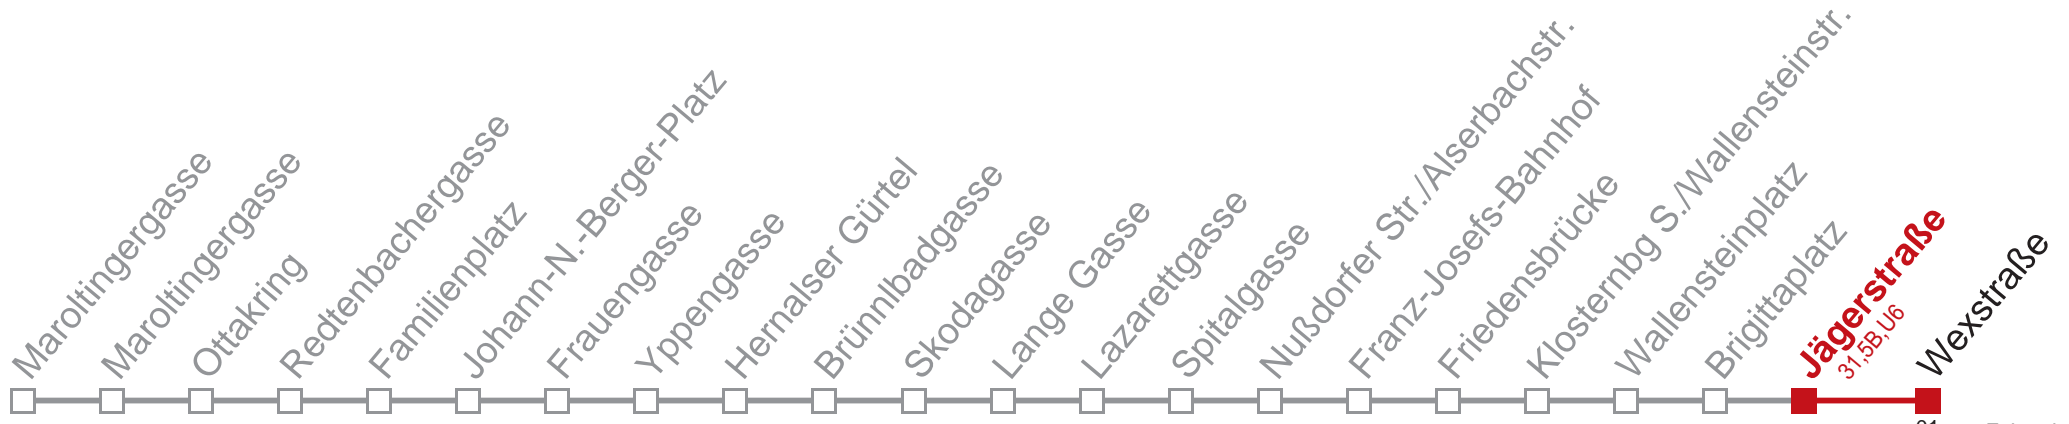 Maroltingergasse
Maroltingergasse
Ottakring
Redtenbachergasse
Familienplatz
Johann-N.-Berger-Platz
Frauengasse
Yppengasse
Hernalser Gürtel
Brünnlbadgasse
Skodagasse
Lange Gasse
Lazarettgasse
Spitalgasse
Nußdorfer Str./Alserbachstr.
Franz-Josefs-Bahnhof
Friedensbrücke
Klosternbg S./Wallensteinstr.
Wallensteinplatz
Brigittaplatz
Jägerstraße
31,5B,U6
Wexstraße